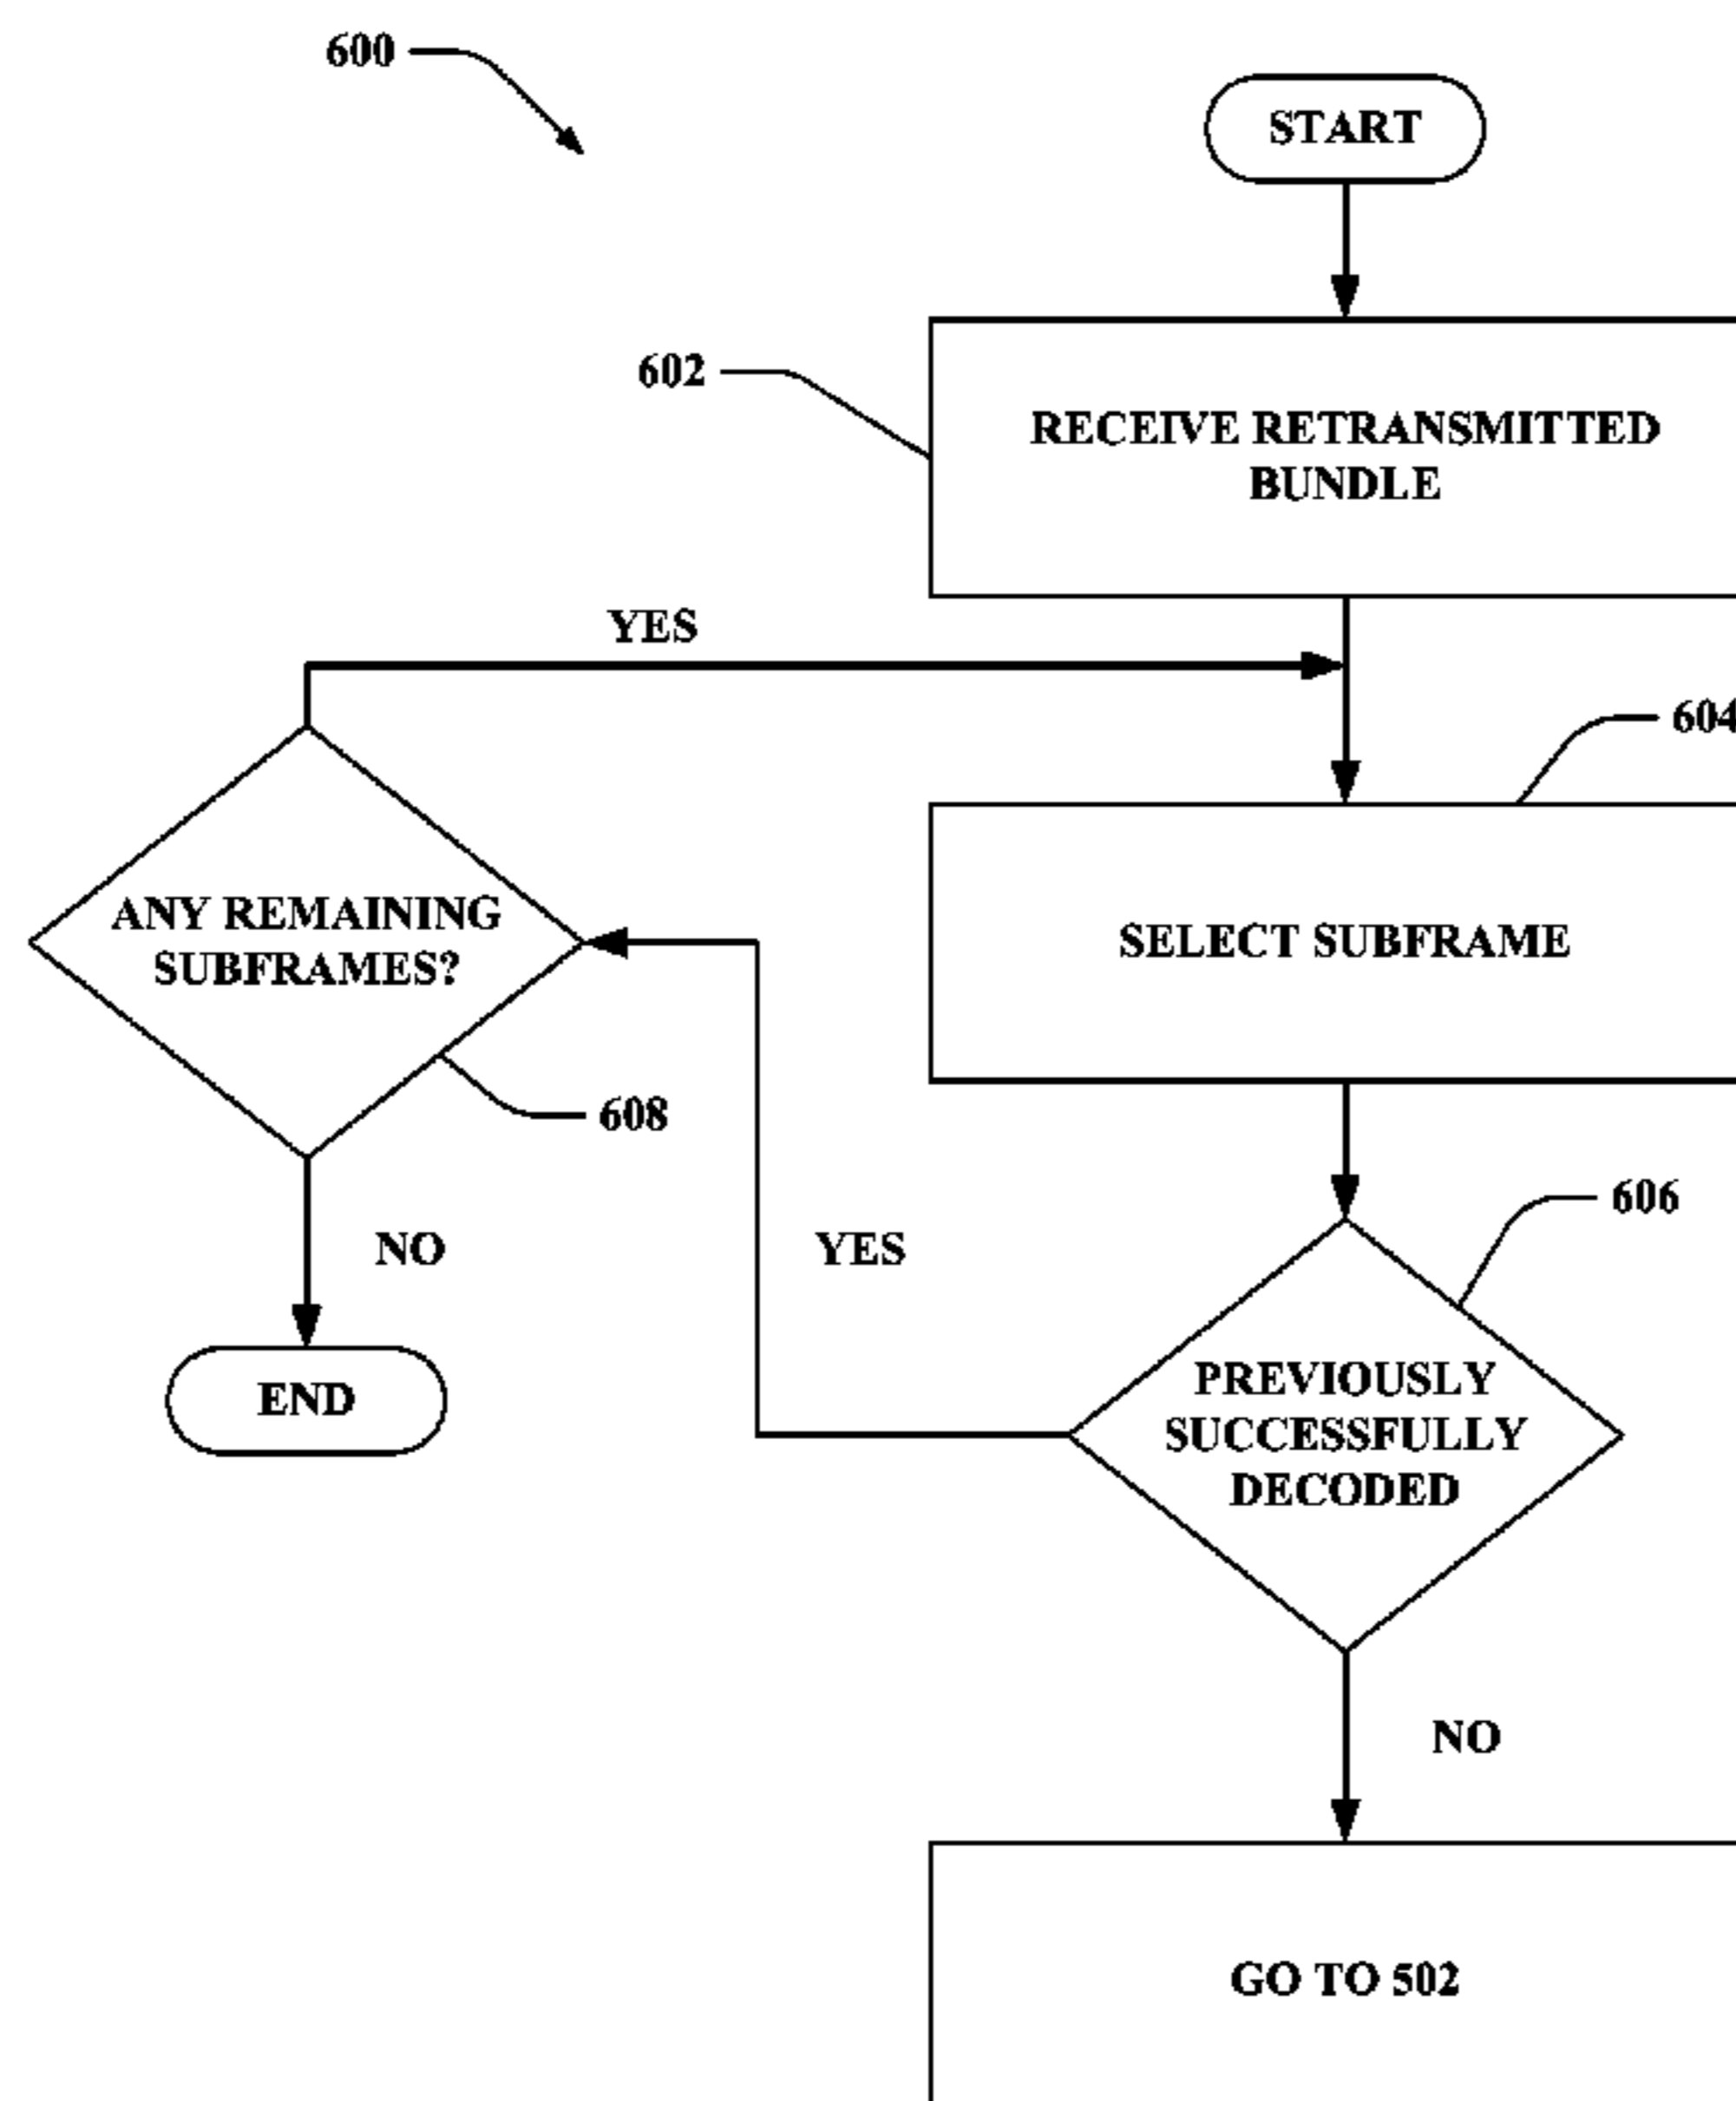 600
START
602
RECEIVE RETRANSMITTED
BUNDLE
YES
604
ANY REMAINING
SUBFRAMES?
SELECT SUBFRAME
608
606
NO
YES
PREVIOUSLY
SUCCESSFULLY
DECODED
END
NO
GO TO 502